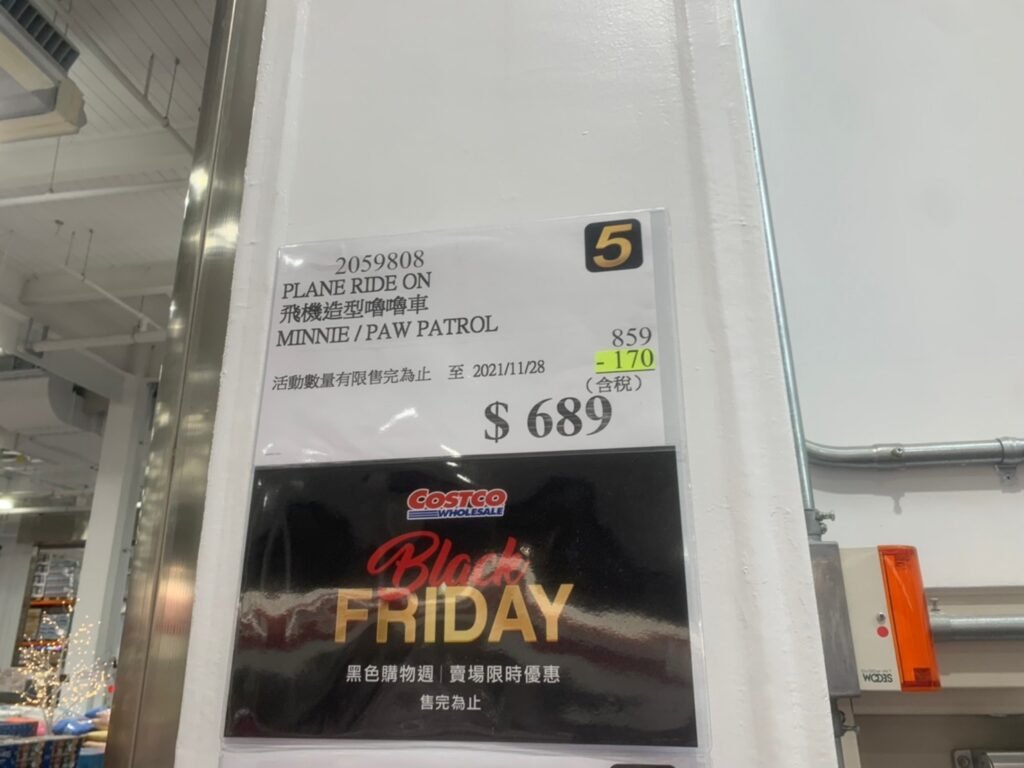 5
2059808
PLANE RIDE ON
飛機造型嚕嚕車
MINNIE / PAW PATROL
859
- 170
活動數量有限售完為止 至 2021/11/28
(含稅)
$ 689
COSTCO
WHOLESALE
Black
FRIDAY
黑色購物週|賣場限時優惠
售完為止
SECOM